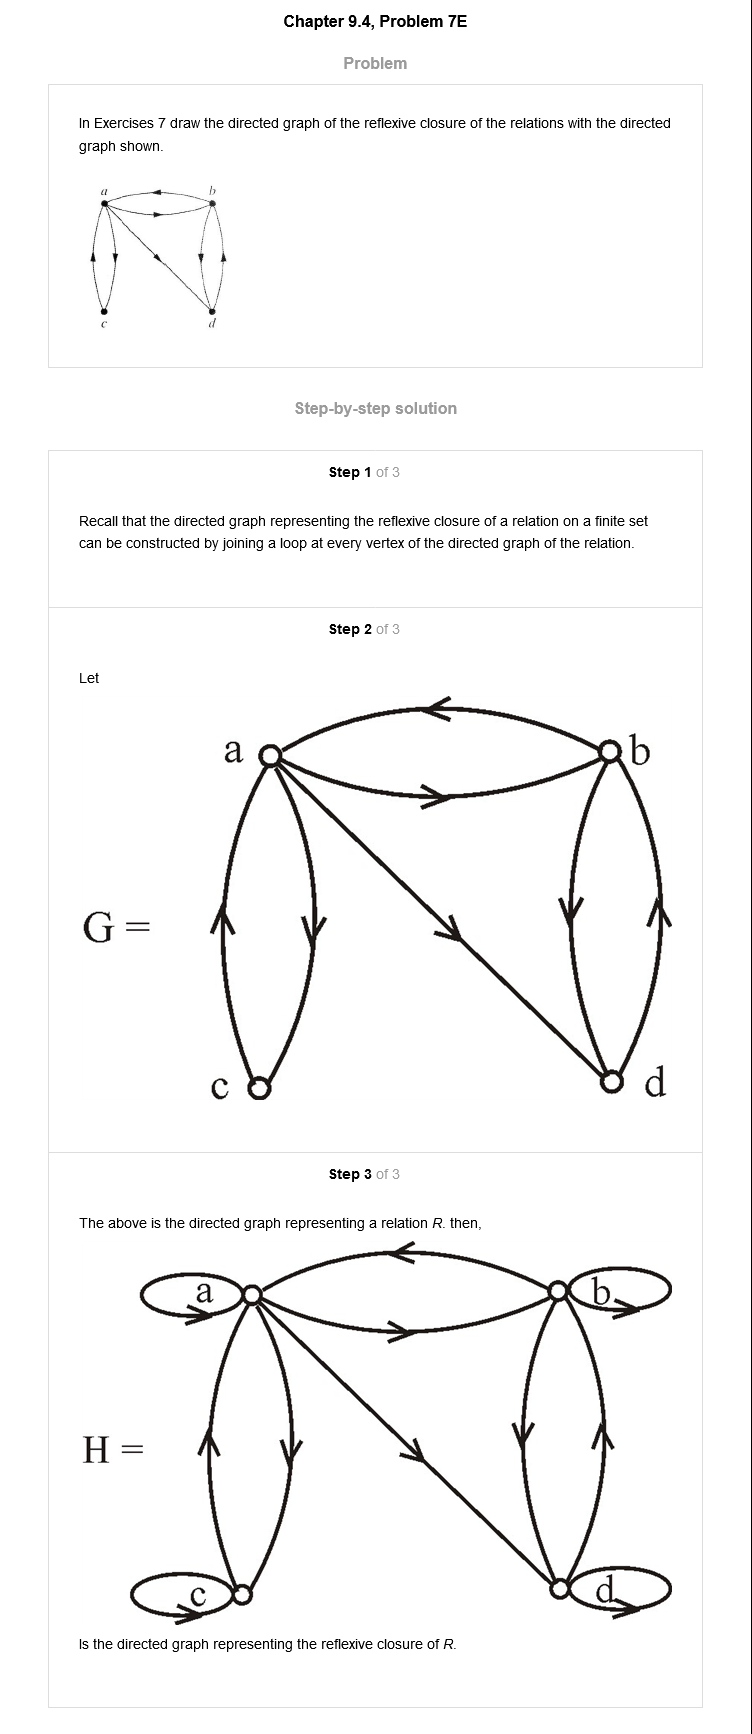 Chapter 9.4, Problem 7E
Problem
In Exercises 7 draw the directed graph of the reflexive closure of the relations with the directed
graph shown.
a b
c d
Step-by-step solution
Step 1 of 3
Recall that the directed graph representing the reflexive closure of a relation on a finite set
can be constructed by joining a loop at every vertex of the directed graph of the relation.
Step 2 of 3
Let
a b
G =
c d
Step 3 of 3
The above is the directed graph representing a relation R. then,
a b
H =
c d
Is the directed graph representing the reflexive closure of R.